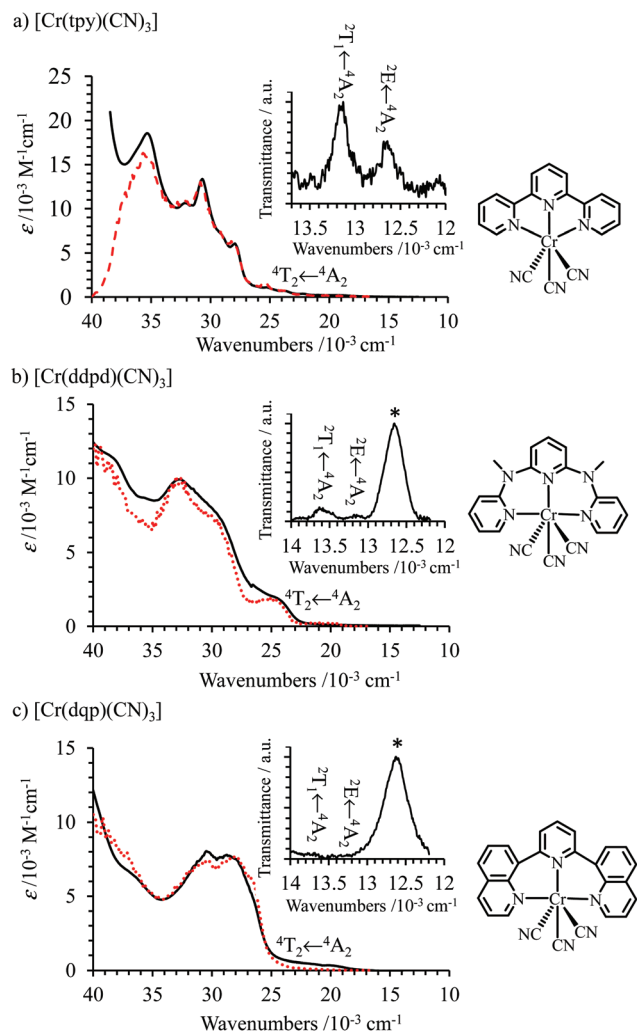 a) [Cr(tpy)(CN)₃]
25
20
15
10
5
0
ε /10⁻³ M⁻¹cm⁻¹
40 35 30 25 20 15 10
Wavenumbers /10⁻³ cm⁻¹
⁴T₂←⁴A₂
²T₁←⁴A₂
²E←⁴A₂
Transmittance / a.u.
13.5 13 12.5 12
Wavenumbers /10⁻³ cm⁻¹
N
N
N
Cr
NC
CN
CN
b) [Cr(ddpd)(CN)₃]
15
10
5
0
ε /10⁻³ M⁻¹cm⁻¹
40 35 30 25 20 15 10
Wavenumbers /10⁻³ cm⁻¹
⁴T₂←⁴A₂
²T₁←⁴A₂
²E←⁴A₂
*
Transmittance / a.u.
14 13.5 13 12.5 12
Wavenumbers /10⁻³ cm⁻¹
N
N
N
N
N
Cr
NC
CN
CN
c) [Cr(dqp)(CN)₃]
15
10
5
0
ε /10⁻³ M⁻¹cm⁻¹
40 35 30 25 20 15 10
Wavenumbers /10⁻³ cm⁻¹
⁴T₂←⁴A₂
²T₁←⁴A₂
²E←⁴A₂
*
Transmittance / a.u.
14 13.5 13 12.5 12
Wavenumbers /10⁻³ cm⁻¹
N
N
N
Cr
NC
CN
CN